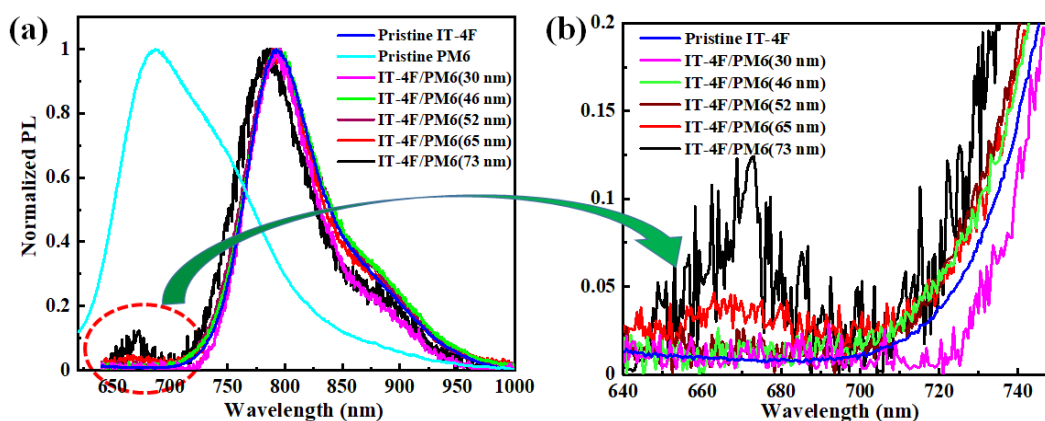 (a)
Normalized PL
1
0.8
0.6
0.4
0.2
0
Pristine IT-4F
Pristine PM6
IT-4F/PM6(30 nm)
IT-4F/PM6(46 nm)
IT-4F/PM6(52 nm)
IT-4F/PM6(65 nm)
IT-4F/PM6(73 nm)
650 700 750 800 850 900 950 1000
Wavelength (nm)
(b)
0.2
0.15
0.1
0.05
0
Pristine IT-4F
IT-4F/PM6(30 nm)
IT-4F/PM6(46 nm)
IT-4F/PM6(52 nm)
IT-4F/PM6(65 nm)
IT-4F/PM6(73 nm)
640 660 680 700 720 740
Wavelength (nm)